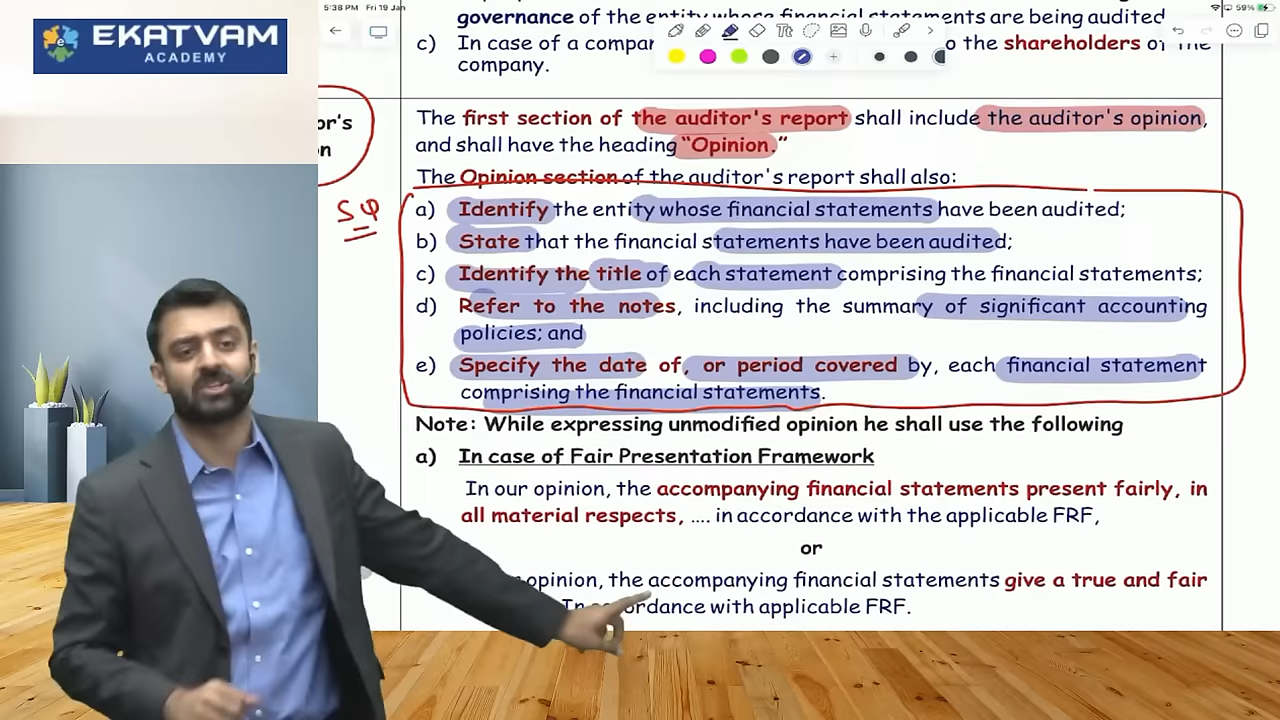 5:38 PM Fri 19 Jan
59%
EKATVAM
ACADEMY
governance of the entity whose financial statements are being audited
c) In case of a compan o the shareholders of the
company.
Tt
or's
n
The first section of the auditor's report shall include the auditor's opinion,
and shall have the heading "Opinion."
The Opinion section of the auditor's report shall also:
SQ
a) Identify the entity whose financial statements have been audited;
b) State that the financial statements have been audited;
c) Identify the title of each statement comprising the financial statements;
d) Refer to the notes, including the summary of significant accounting
policies; and
e) Specify the date of, or period covered by, each financial statement
comprising the financial statements.
Note: While expressing unmodified opinion he shall use the following
a) In case of Fair Presentation Framework
In our opinion, the accompanying financial statements present fairly, in
all material respects, .... in accordance with the applicable FRF,
or
opinion, the accompanying financial statements give a true and fair
In accordance with applicable FRF.